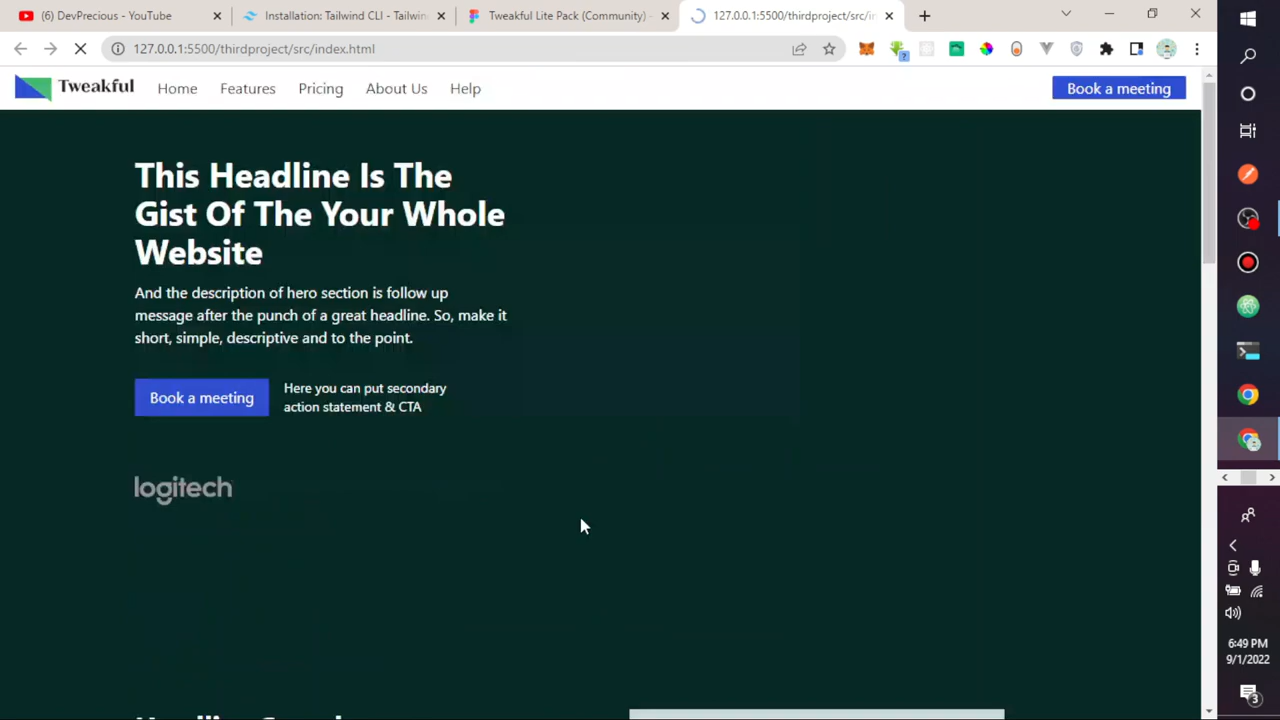 (6) DevPrecious - YouTube
Installation: Tailwind CLI - Tailwin
Tweakful Lite Pack (Community) -
127.0.0.1:5500/thirdproject/src/in
127.0.0.1:5500/thirdproject/src/index.html
?
Tweakful
Home
Features
Pricing
About Us
Help
Book a meeting
This Headline Is The
Gist Of The Your Whole
Website
And the description of hero section is follow up
message after the punch of a great headline. So, make it
short, simple, descriptive and to the point.
Book a meeting
Here you can put secondary
action statement & CTA
logitech
6:49 PM
9/1/2022
3